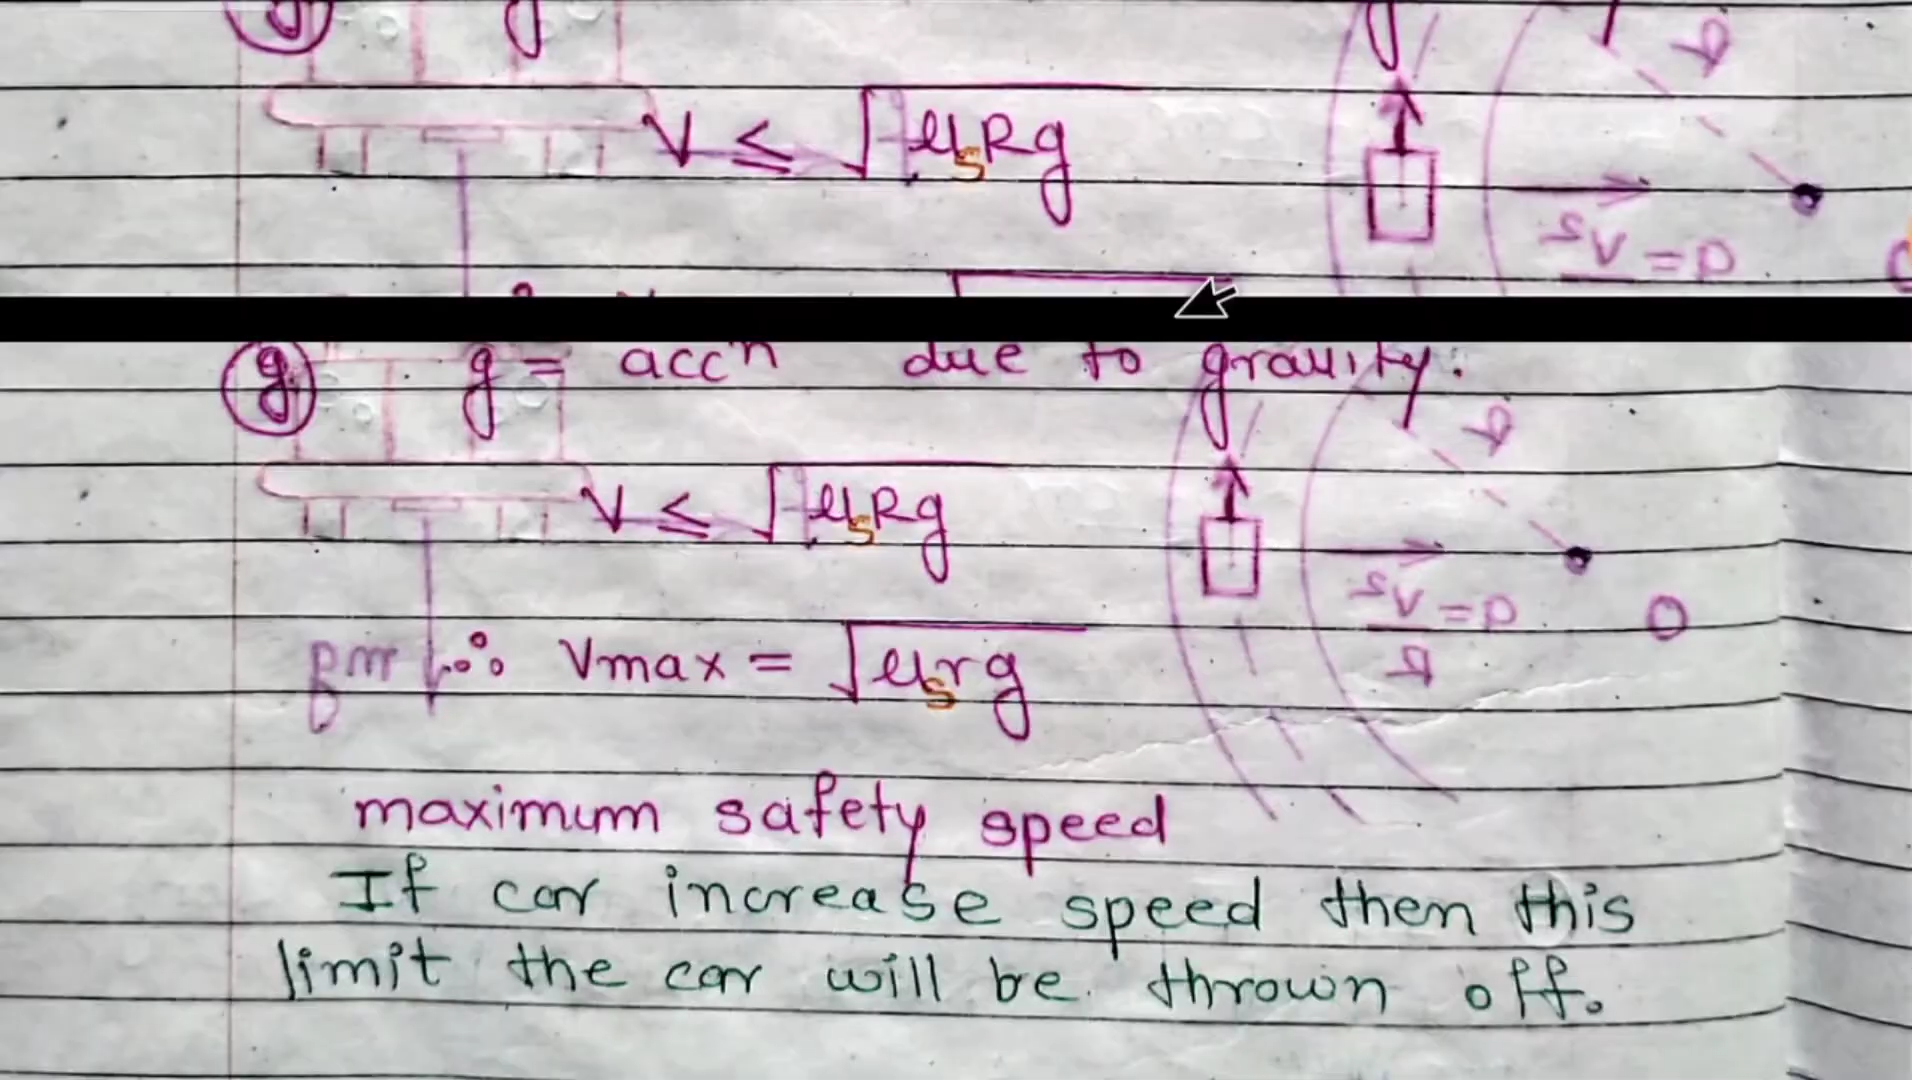 V ≤ √μsRg
(g) g = accⁿ due to gravity.
V ≤ √μsRg
∴ Vmax = √μsrg
maximum safety speed
If car increase speed then this
limit the car will be thrown off.